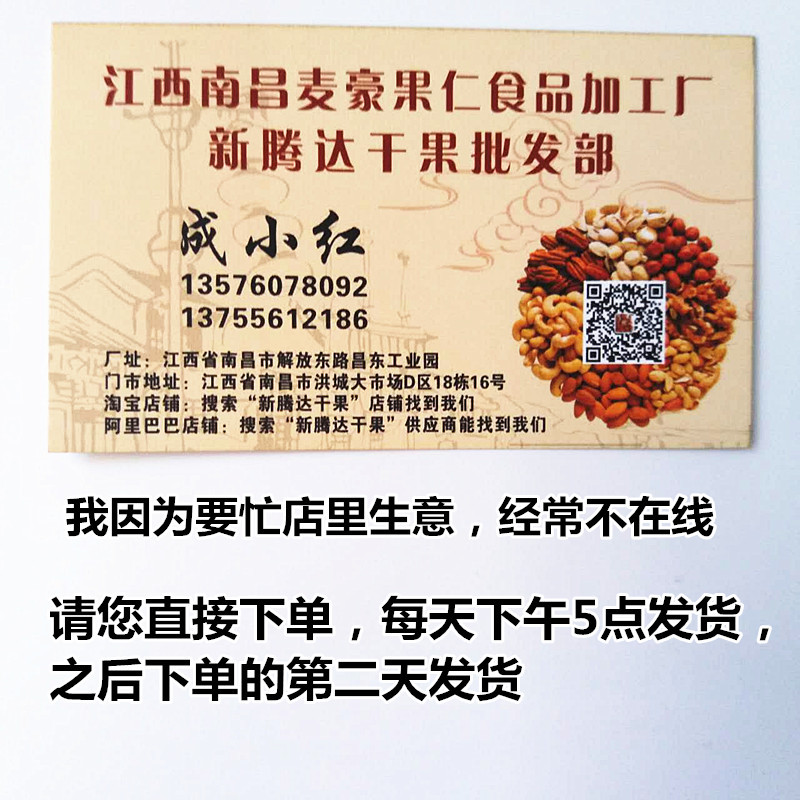 江西南昌麦豪果仁食品加工厂
新腾达干果批发部
成小红
13576078092
13755612186
厂址：江西省南昌市解放东路昌东工业园
门市地址：江西省南昌市洪城大市场D区18栋16号
淘宝店铺：搜索“新腾达干果”店铺找到我们
阿里巴巴店铺：搜索“新腾达干果”供应商能找到我们
我因为要忙店里生意，经常不在线
请您直接下单，每天下午5点发货，
之后下单的第二天发货